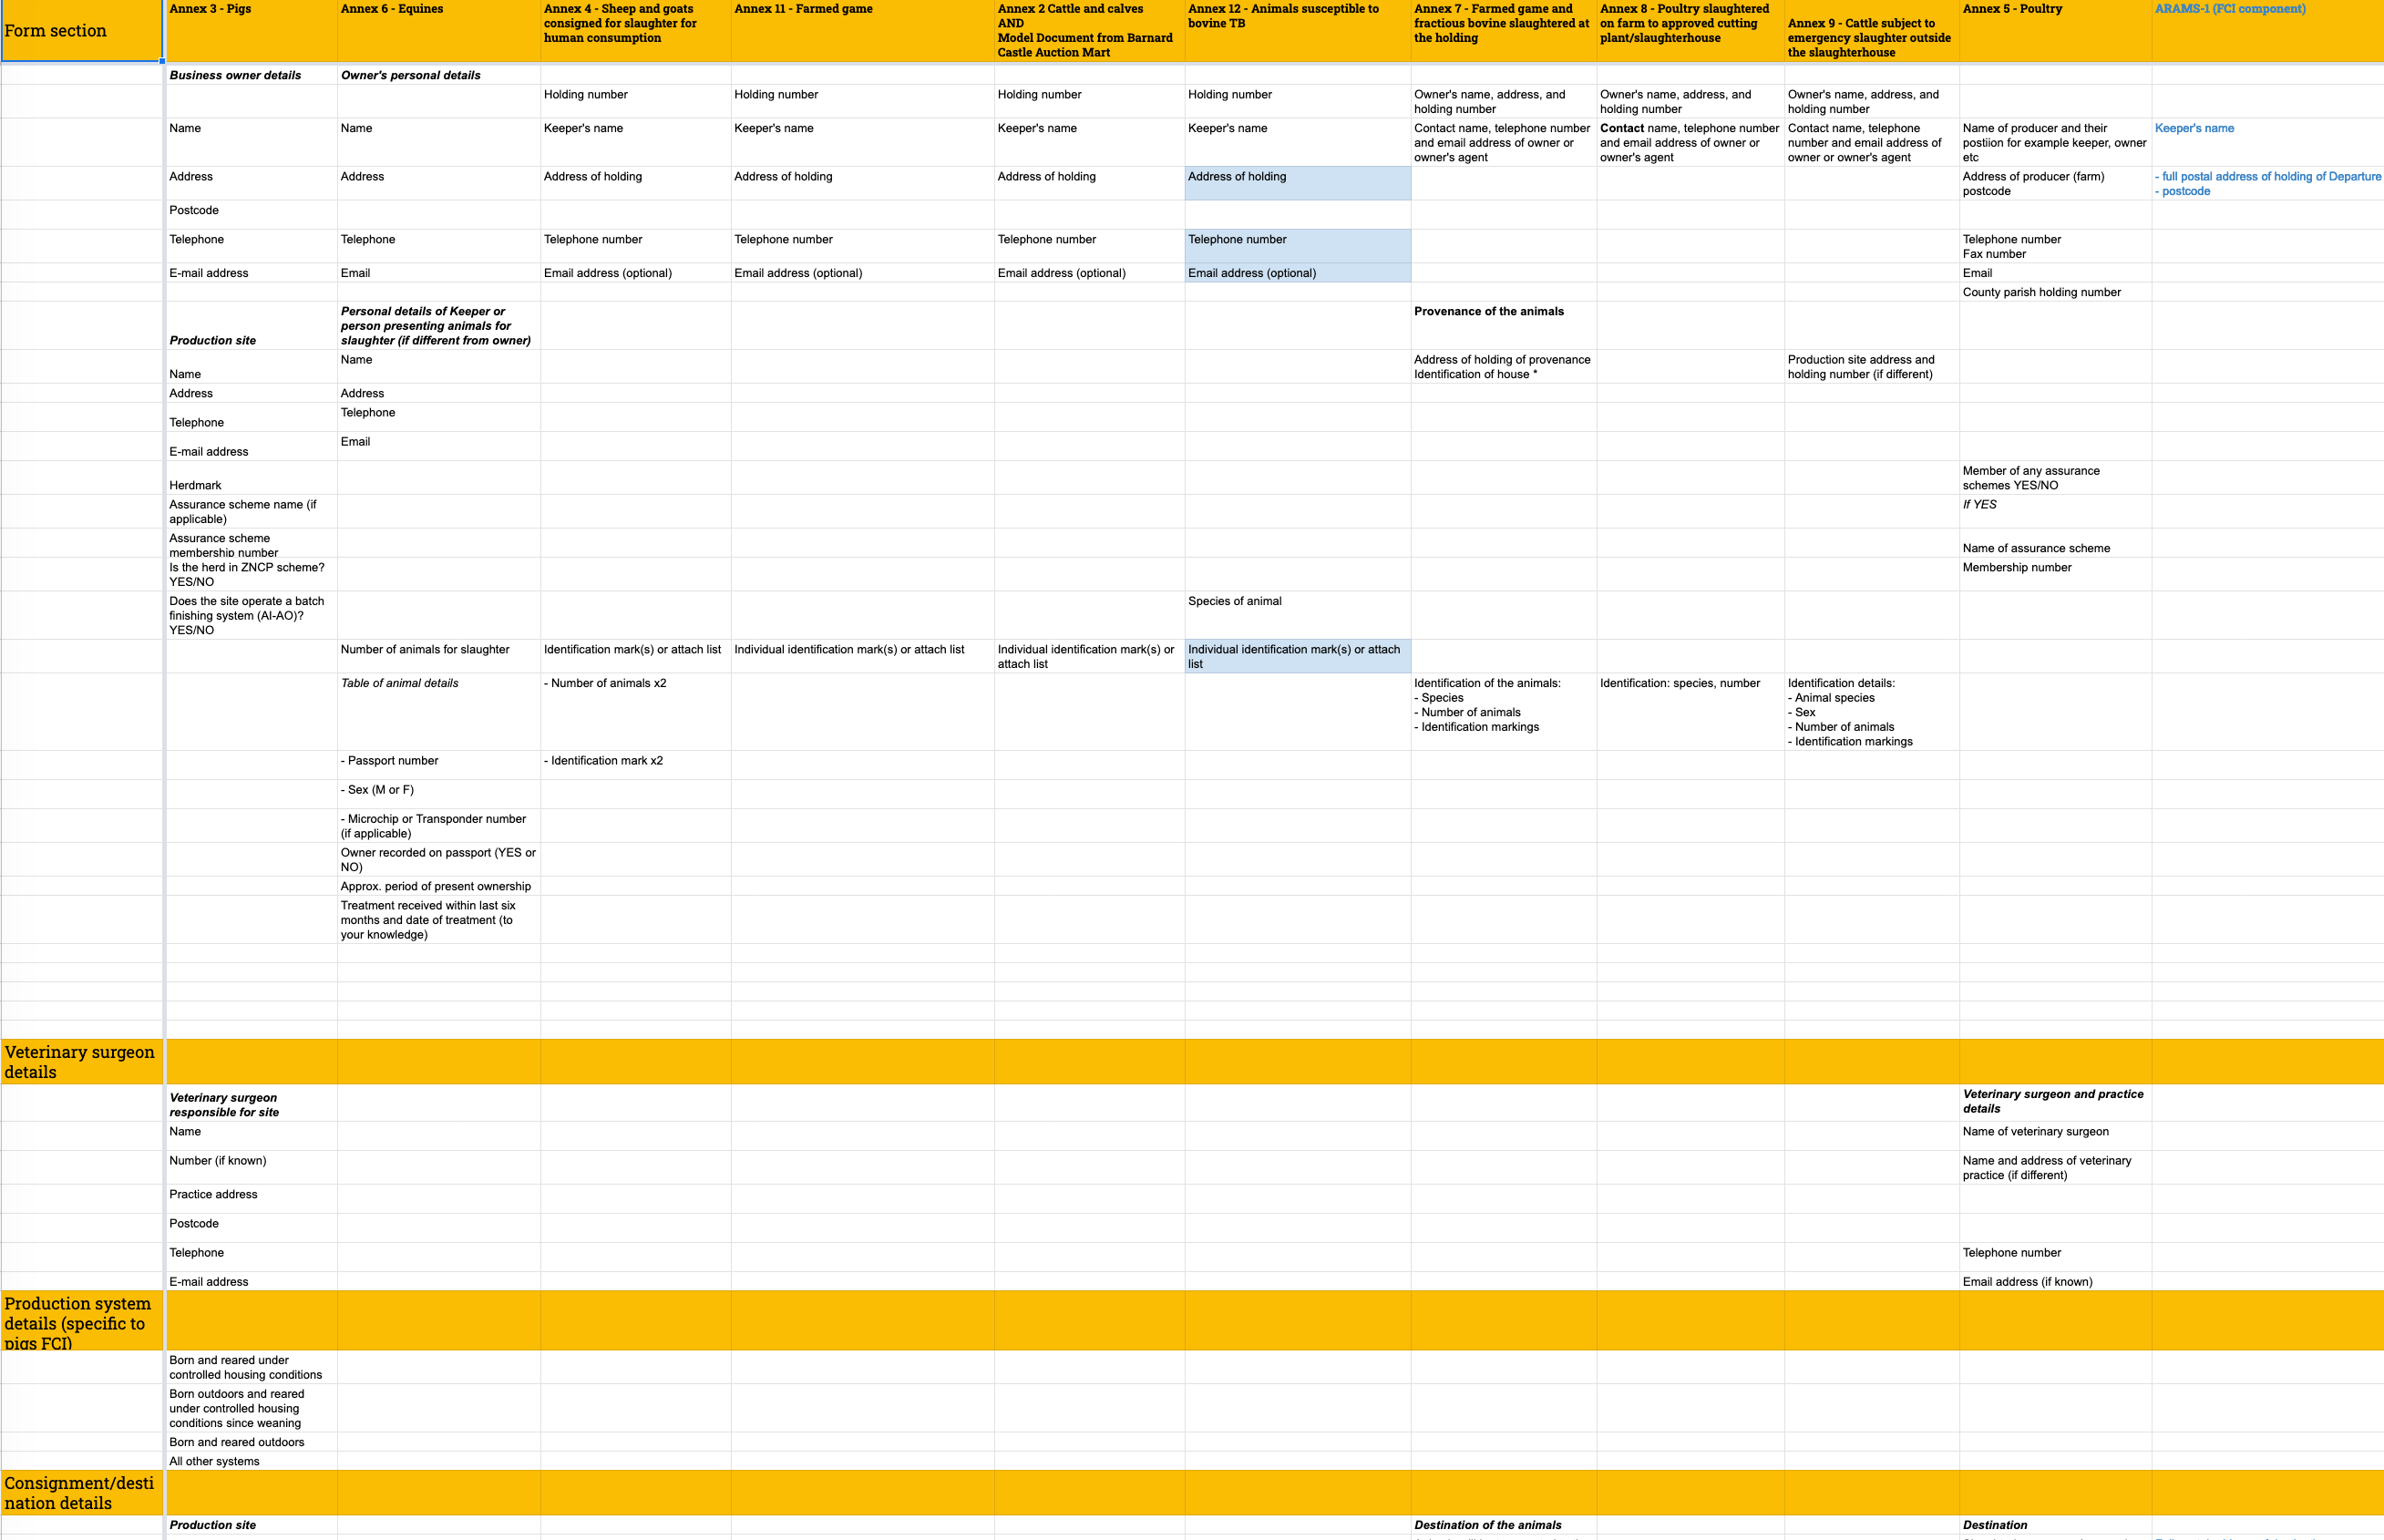 Form section
Annex 3 - Pigs
Annex 6 - Equines
Annex 4 - Sheep and goats
consigned for slaughter for
human consumption
Annex 11 - Farmed game
Annex 2 Cattle and calves
AND
Model Document from Barnard
Castle Auction Mart
Annex 12 - Animals susceptible to
bovine TB
Annex 7 - Farmed game and
fractious bovine slaughtered at
the holding
Annex 8 - Poultry slaughtered
on farm to approved cutting
plant/slaughterhouse
Annex 9 - Cattle subject to
emergency slaughter outside
the slaughterhouse
Annex 5 - Poultry
ARAMS-1 (FCI component)
Business owner details
Owner's personal details
Holding number
Holding number
Holding number
Holding number
Owner's name, address, and
holding number
Owner's name, address, and
holding number
Owner's name, address, and
holding number
Name
Name
Keeper's name
Keeper's name
Keeper's name
Keeper's name
Contact name, telephone number
and email address of owner or
owner's agent
Contact name, telephone number
and email address of owner or
owner's agent
Contact name, telephone
number and email address of
owner or owner's agent
Name of producer and their
postiion for example keeper, owner
etc
Keeper's name
Address
Address
Address of holding
Address of holding
Address of holding
Address of holding
Address of producer (farm)
postcode
- full postal address of holding of Departure
- postcode
Postcode
Telephone
Telephone
Telephone number
Telephone number
Telephone number
Telephone number
Telephone number
Fax number
E-mail address
Email
Email address (optional)
Email address (optional)
Email address (optional)
Email address (optional)
Email
County parish holding number
Production site
Personal details of Keeper or
person presenting animals for
slaughter (if different from owner)
Provenance of the animals
Name
Name
Address of holding of provenance
Identification of house *
Production site address and
holding number (if different)
Address
Address
Telephone
Telephone
E-mail address
Email
Herdmark
Member of any assurance
schemes YES/NO
Assurance scheme name (if
applicable)
If YES
Assurance scheme
membership number
Name of assurance scheme
Is the herd in ZNCP scheme?
YES/NO
Membership number
Does the site operate a batch
finishing system (AI-AO)?
YES/NO
Species of animal
Number of animals for slaughter
Identification mark(s) or attach list
Individual identification mark(s) or attach list
Individual identification mark(s) or
attach list
Individual identification mark(s) or attach
list
Table of animal details
- Number of animals x2
Identification of the animals:
- Species
- Number of animals
- Identification markings
Identification: species, number
Identification details:
- Animal species
- Sex
- Number of animals
- Identification markings
- Passport number
- Identification mark x2
- Sex (M or F)
- Microchip or Transponder number
(if applicable)
Owner recorded on passport (YES or
NO)
Approx. period of present ownership
Treatment received within last six
months and date of treatment (to
your knowledge)
Veterinary surgeon
details
Veterinary surgeon
responsible for site
Veterinary surgeon and practice
details
Name
Name of veterinary surgeon
Number (if known)
Name and address of veterinary
practice (if different)
Practice address
Postcode
Telephone
Telephone number
E-mail address
Email address (if known)
Production system
details (specific to
pigs FCI)
Born and reared under
controlled housing conditions
Born outdoors and reared
under controlled housing
conditions since weaning
Born and reared outdoors
All other systems
Consignment/desti
nation details
Production site
Destination of the animals
Destination